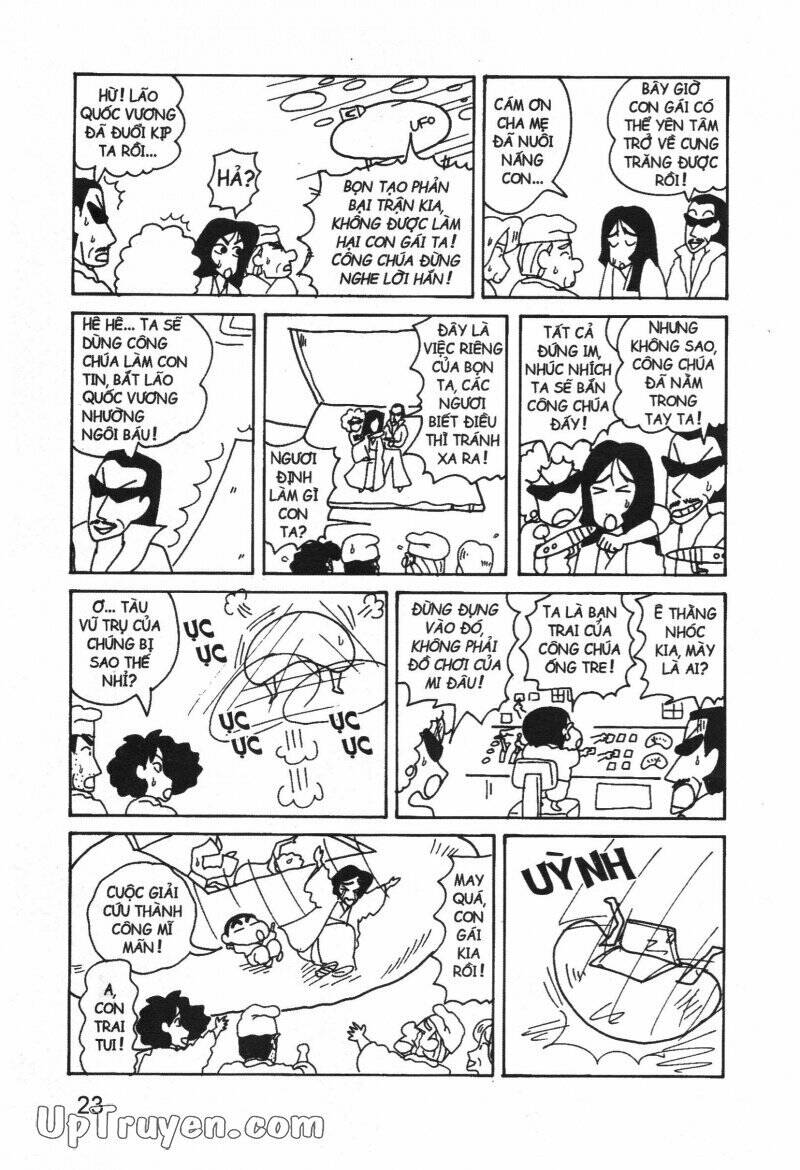 HỪ! LÃO
QUỐC VƯƠNG
ĐÃ ĐUỔI KỊP
TA RỒI...
HẢ?
UFO
BỌN TẠO PHẢN
BẠI TRẬN KIA,
KHÔNG ĐƯỢC LÀM
HẠI CON GÁI TA!
CÔNG CHÚA ĐỪNG
NGHE LỜI HẮN!
CÁM ƠN
CHA MẸ
ĐÃ NUÔI
NẤNG
CON...
BÂY GIỜ
CON GÁI CÓ
THỂ YÊN TÂM
TRỞ VỀ CUNG
TRĂNG ĐƯỢC
RỒI!
HÊ HÊ... TA SẼ
DÙNG CÔNG
CHÚA LÀM CON
TIN, BẮT LÃO
QUỐC VƯƠNG
NHƯỜNG
NGÔI BÁU!
ĐÂY LÀ
VIỆC RIÊNG
CỦA BỌN
TA, CÁC
NGƯƠI
BIẾT ĐIỀU
THÌ TRÁNH
XA RA!
NGƯƠI
ĐỊNH
LÀM GÌ
CON
TA?
TẤT CẢ
ĐỨNG IM,
NHÚC NHÍCH
TA SẼ BẮN
CÔNG CHÚA
ĐẤY!
NHƯNG
KHÔNG SAO,
CÔNG CHÚA
ĐÃ NẰM
TRONG
TAY TA!
Ơ... TÀU
VŨ TRỤ CỦA
CHÚNG BỊ
SAO THẾ
NHỈ?
ỤC
ỤC
ỤC
ỤC
ỤC
ỤC
ĐỪNG ĐỤNG
VÀO ĐÓ,
KHÔNG PHẢI
ĐỒ CHƠI CỦA
MI ĐÂU!
TA LÀ BẠN
TRAI CỦA
CÔNG CHÚA
ỐNG TRE!
Ê THẰNG
NHÓC
KIA, MÀY
LÀ AI?
CUỘC GIẢI
CỨU THÀNH
CÔNG MĨ
MÃN!
A,
CON
TRAI
TUI!
MAY
QUÁ,
CON
GÁI
KIA
RỒI!
UỲNH
23
UpTruyen.com